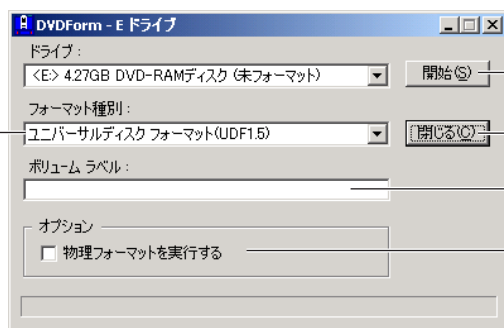 DVDForm - E ドライブ
ドライブ：
<E:> 4.27GB DVD-RAMディスク (未フォーマット)
開始(S)
フォーマット種別：
ユニバーサルディスク フォーマット(UDF1.5)
閉じる(C)
ボリューム ラベル：
オプション
物理フォーマットを実行する